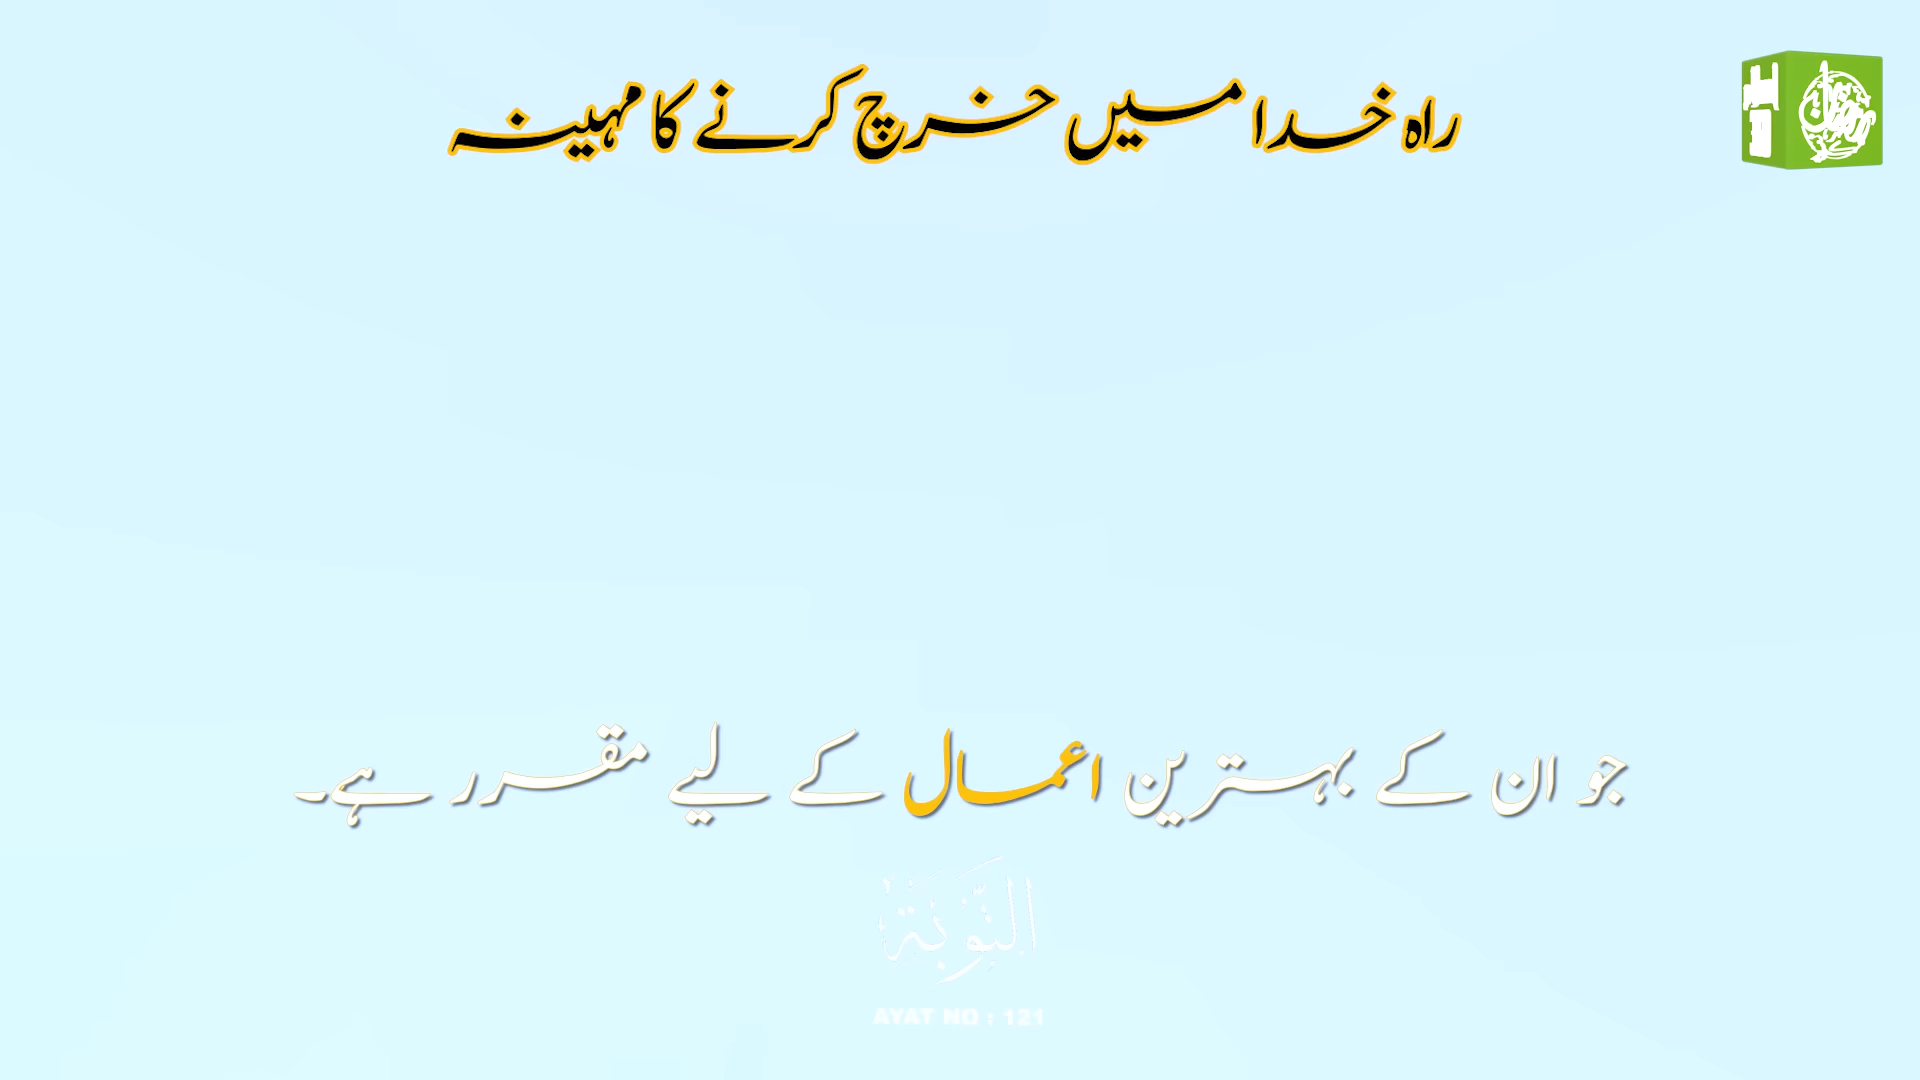 راہ خدا میں خرچ کرنے کا مہینہ
جو ان کے بہترین اعمال کے لیے مقرر ہے۔
التَّوْبَة
AYAT NO : 121